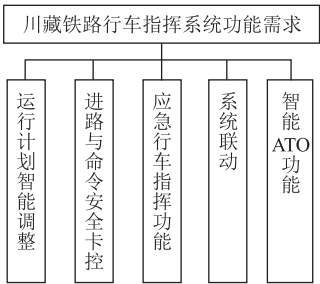 川藏铁路行车指挥系统功能需求
运行计划智能调整
进路与命令安全卡控
应急行车指挥功能
系统联动
智能ATO功能